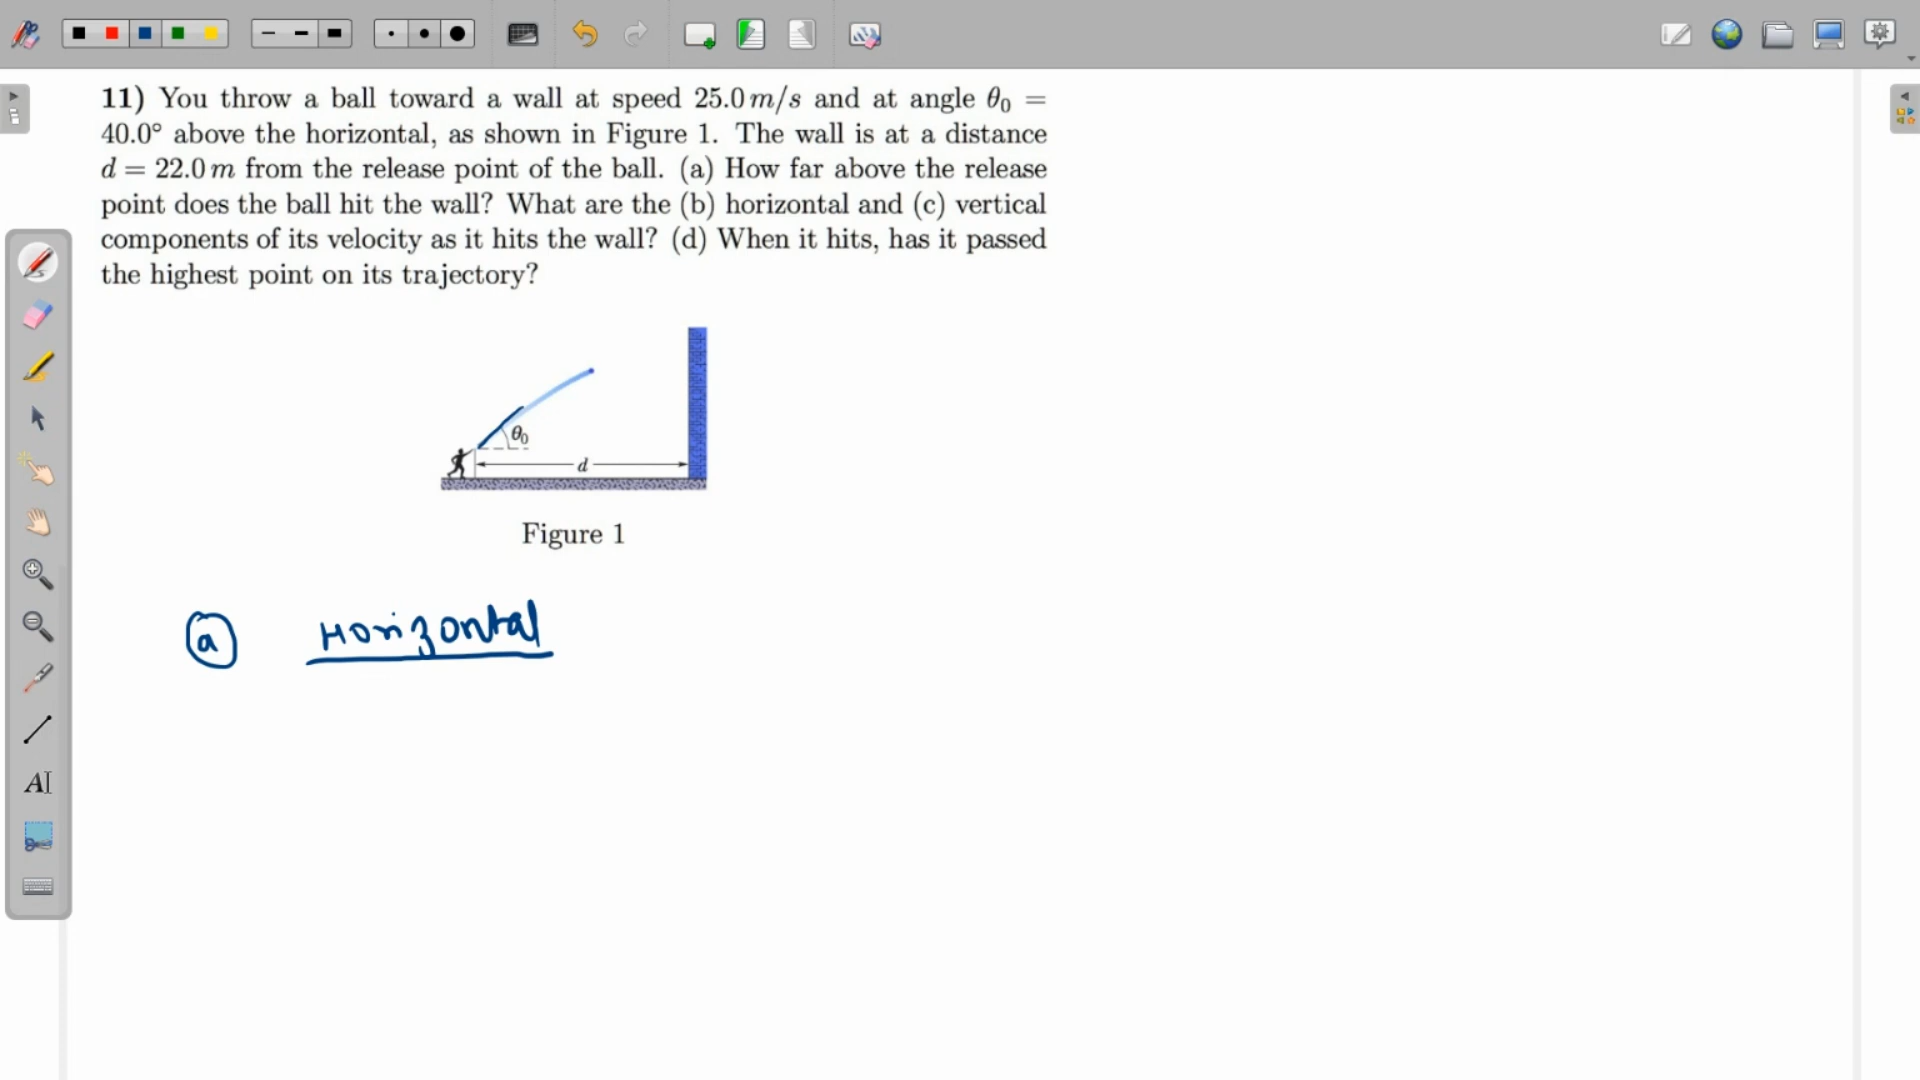 11) You throw a ball toward a wall at speed 25.0 m/s and at angle θ₀ =
40.0° above the horizontal, as shown in Figure 1. The wall is at a distance
d = 22.0 m from the release point of the ball. (a) How far above the release
point does the ball hit the wall? What are the (b) horizontal and (c) vertical
components of its velocity as it hits the wall? (d) When it hits, has it passed
the highest point on its trajectory?
θ₀
d
Figure 1
a Horizontal
AI